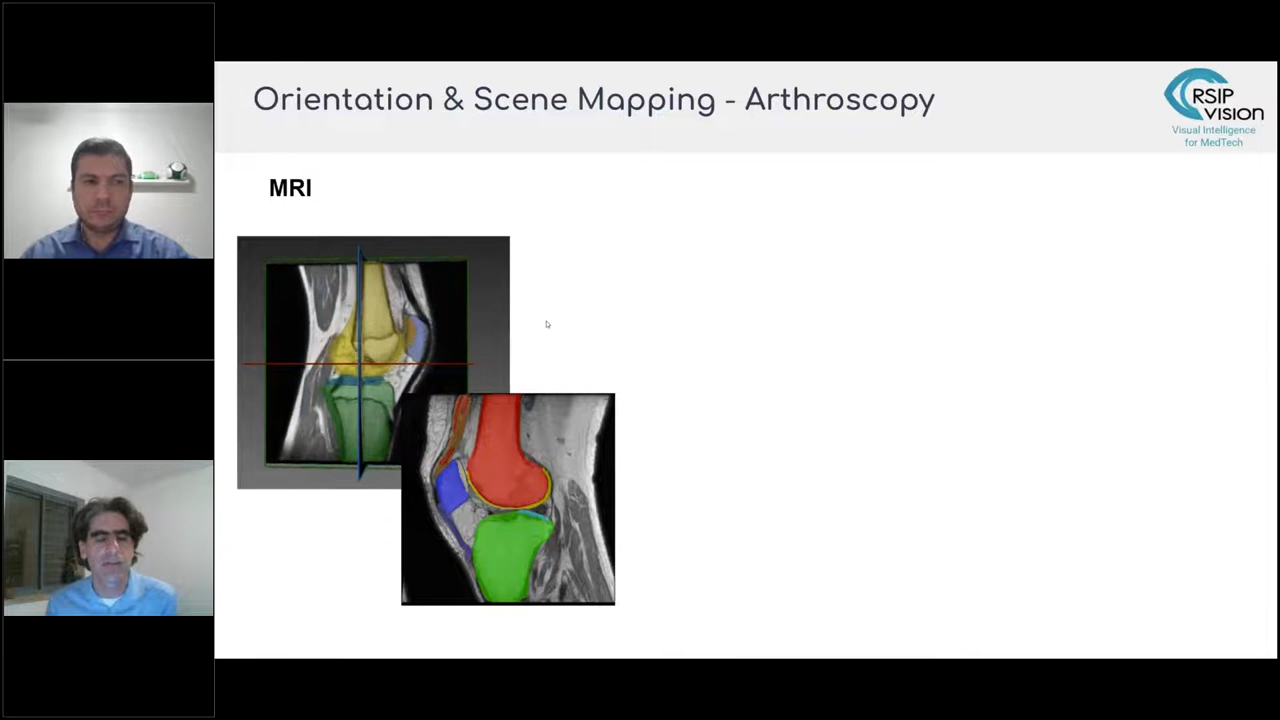 Orientation & Scene Mapping - Arthroscopy
RSIP
VISION
Visual Intelligence
for MedTech
MRI